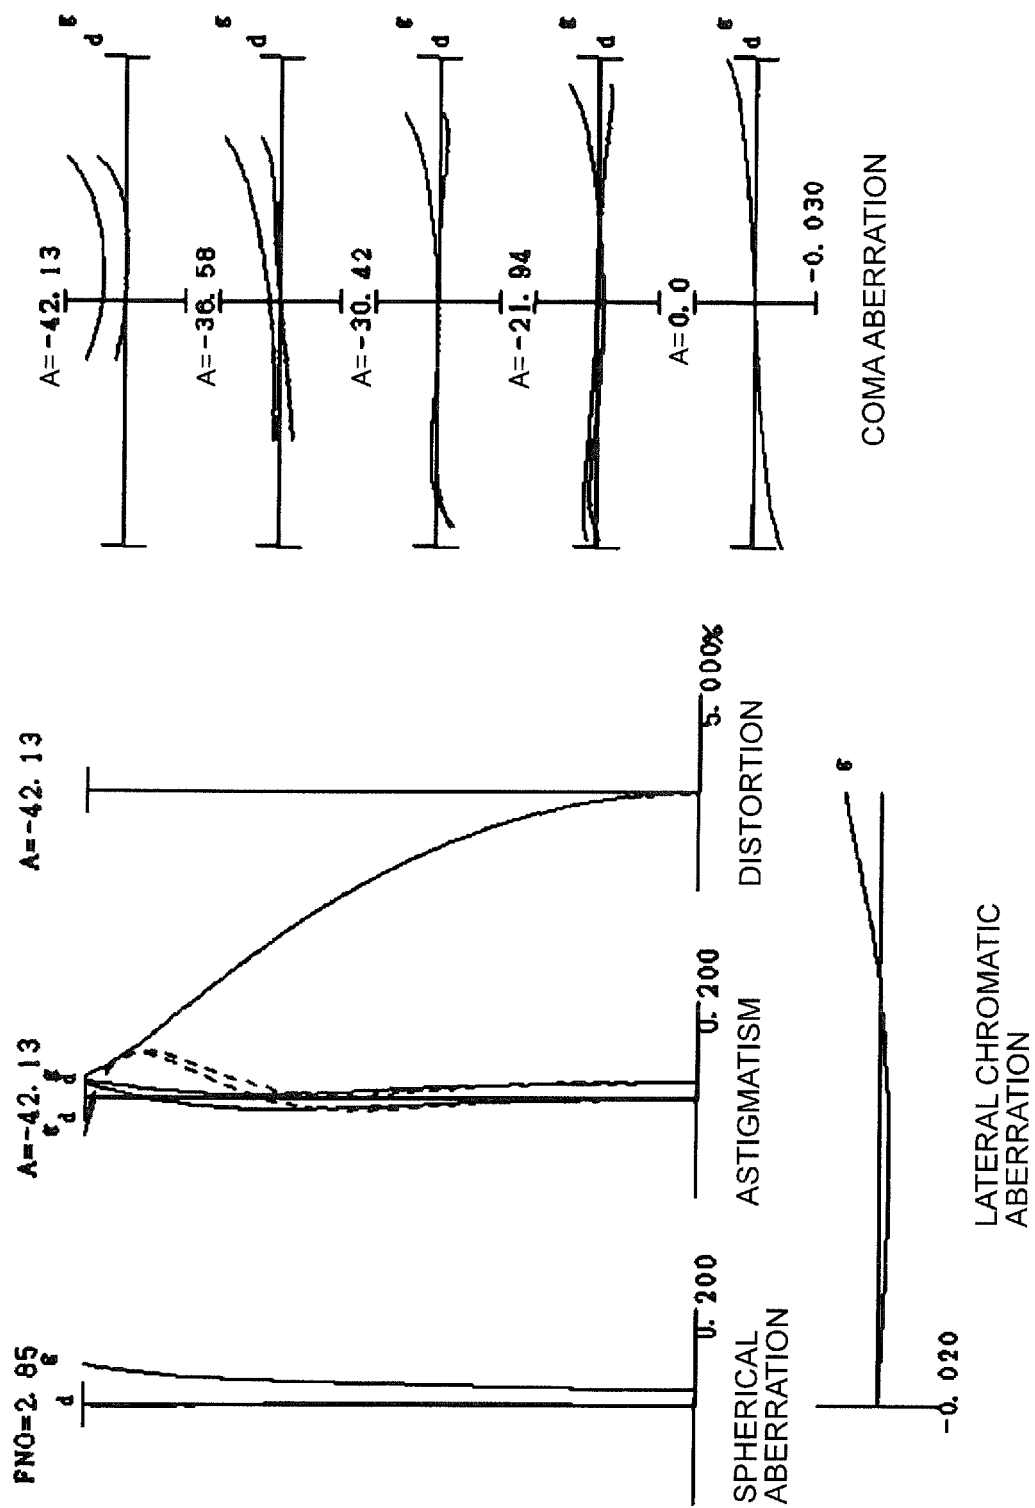 FNO=2.85
d
g
0.200
SPHERICAL
ABERRATION
A=-42.13
g
d
g
d
0.200
ASTIGMATISM
A=-42.13
5.000%
DISTORTION
A=-42.13
g
d
A=-36.58
g
d
A=-30.42
g
d
A=-21.94
g
d
A=0.0
g
d
-0.030
COMA ABERRATION
g
-0.020
LATERAL CHROMATIC
ABERRATION